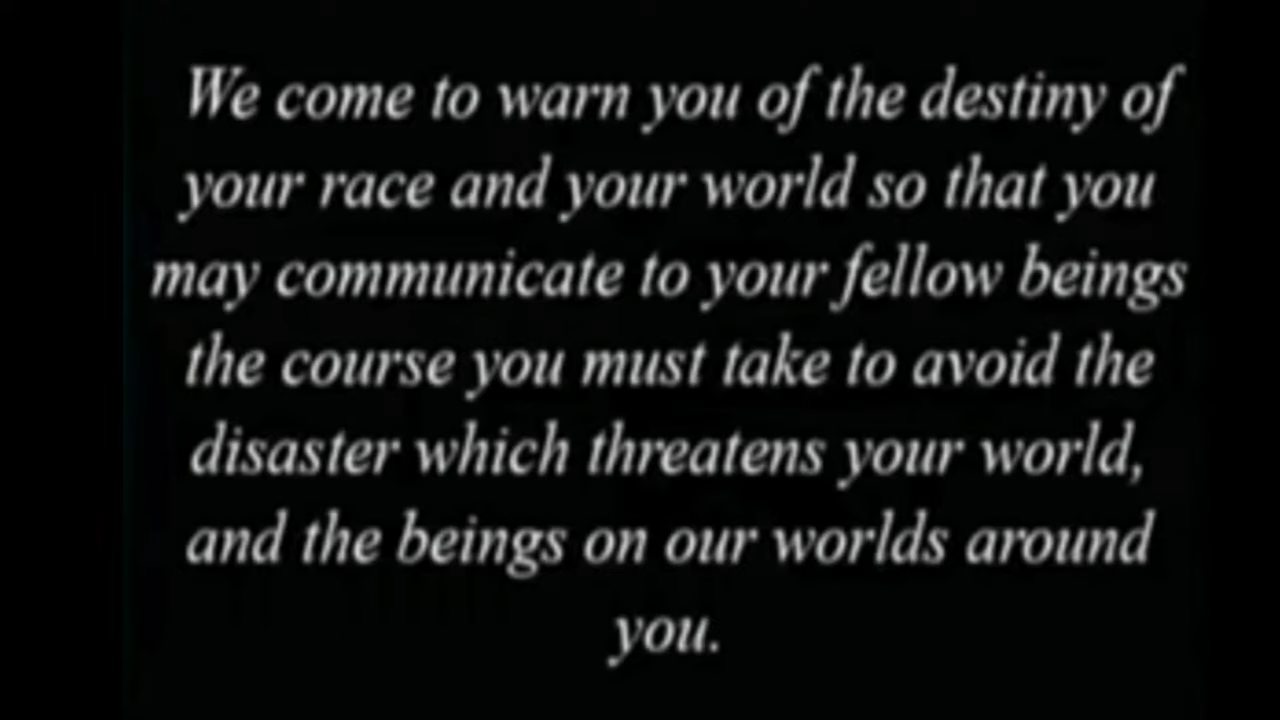 We come to warn you of the destiny of
your race and your world so that you
may communicate to your fellow beings
the course you must take to avoid the
disaster which threatens your world,
and the beings on our worlds around
you.